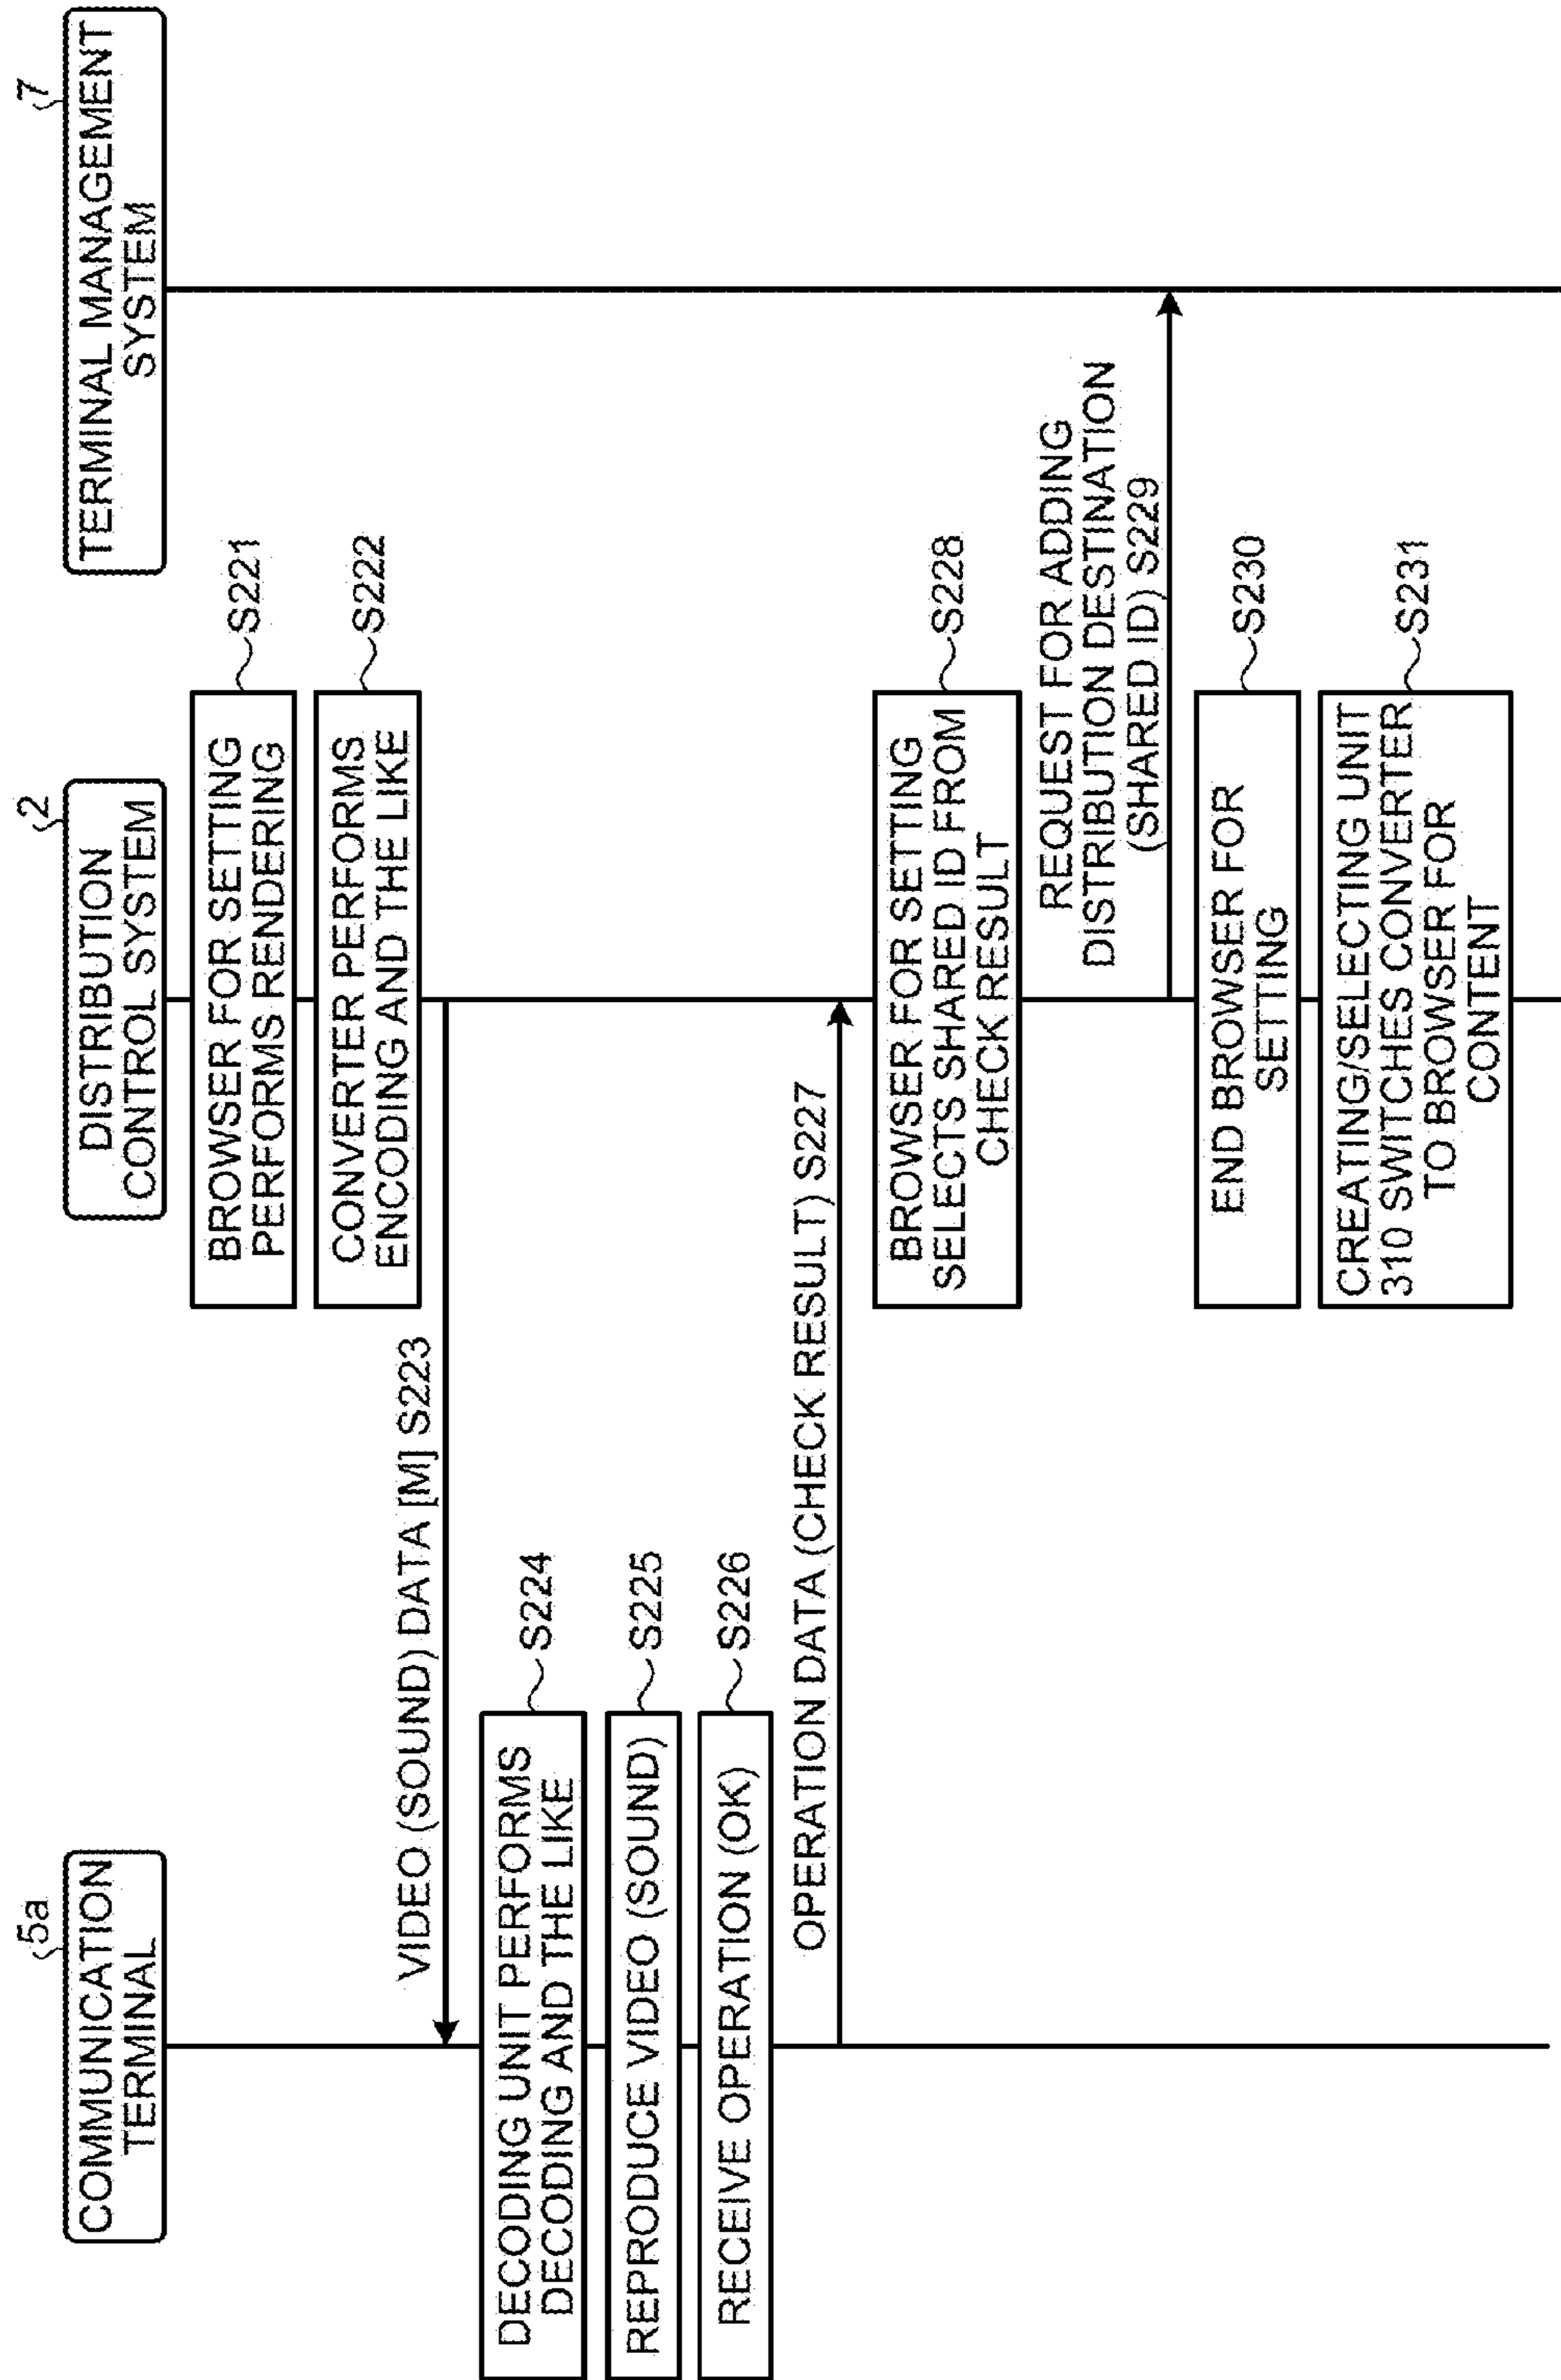 5a
COMMUNICATION
TERMINAL
2
DISTRIBUTION
CONTROL SYSTEM
7
TERMINAL MANAGEMENT
SYSTEM
BROWSER FOR SETTING
PERFORMS RENDERING
S221
CONVERTER PERFORMS
ENCODING AND THE LIKE
S222
VIDEO (SOUND) DATA [M] S223
DECODING UNIT PERFORMS
DECODING AND THE LIKE
S224
REPRODUCE VIDEO (SOUND)
S225
RECEIVE OPERATION (OK)
S226
OPERATION DATA (CHECK RESULT) S227
BROWSER FOR SETTING
SELECTS SHARED ID FROM
CHECK RESULT
S228
REQUEST FOR ADDING
DISTRIBUTION DESTINATION
(SHARED ID) S229
END BROWSER FOR
SETTING
S230
CREATING/SELECTING UNIT
310 SWITCHES CONVERTER
TO BROWSER FOR
CONTENT
S231